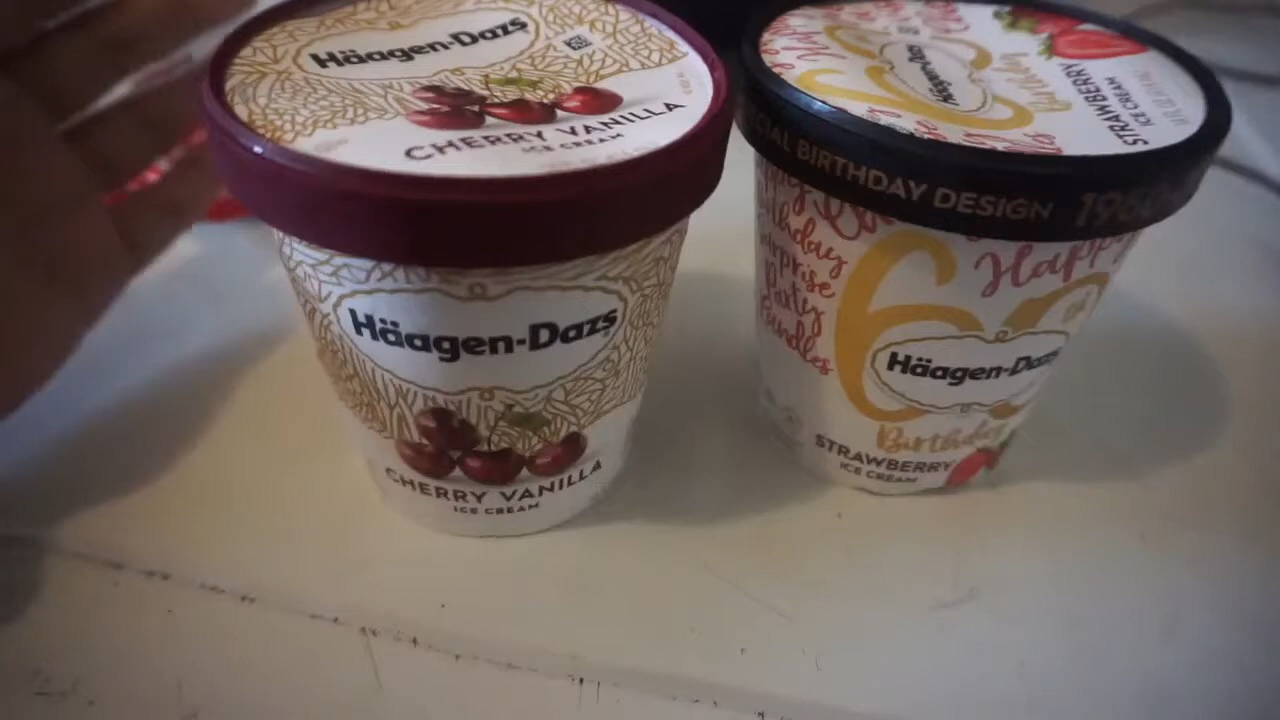 Häagen-Dazs
CHERRY VANILLA
ICE CREAM
Häagen-Dazs
CHERRY VANILLA
ICE CREAM
Häagen-Dazs
Birthday
STRAWBERRY
ICE CREAM
BIRTHDAY DESIGN
Happy
Birthday
Surprise
Party
Candles
60
Häagen-Dazs
Birthday
STRAWBERRY
ICE CREAM